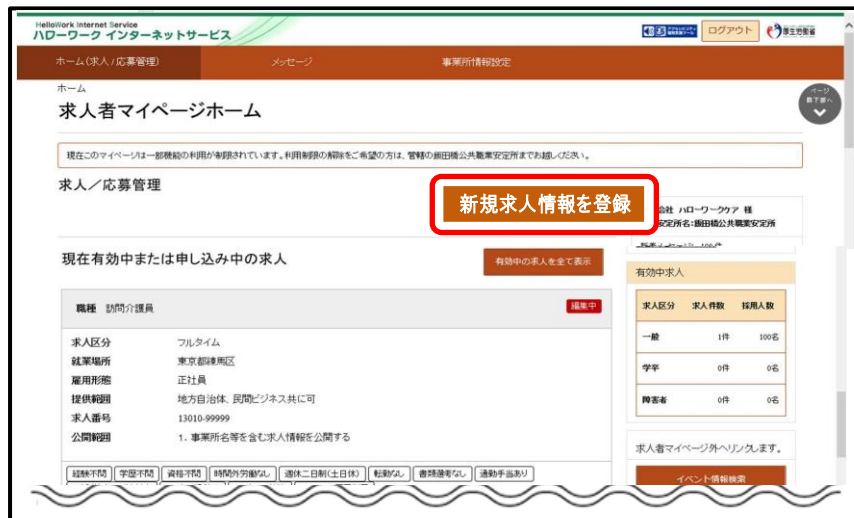 HelloWork Internet Service
ハローワーク インターネットサービス
ログアウト
厚生労働省
ホーム(求人/応募管理)
メッセージ
事業所情報設定
ホーム
求人者マイページホーム
ページ
最下部へ
現在このマイページは一部機能の利用が制限されています。利用制限の解除をご希望の方は、管轄の飯田橋公共職業安定所までお越しください。
求人／応募管理
新規求人情報を登録
会社 ハローワークケア 様
安定所名:飯田橋公共職業安定所
現在有効中または申し込み中の求人
有効中の求人を全て表示
有効中求人
職種 訪問介護員
編集中
求人区分 求人件数 採用人数
一般 1件 100名
学卒 0件 0名
障害者 0件 0名
求人区分 フルタイム
就業場所 東京都練馬区
雇用形態 正社員
提供範囲 地方自治体、民間ビジネス共に可
求人番号 13010-99999
公開範囲 1．事業所名等を含む求人情報を公開する
求人者マイページ外へリンクします。
経験不問 学歴不問 資格不問 時間外労働なし 週休二日制(土日休) 転勤なし 書類選考なし 通勤手当あり
イベント情報検索